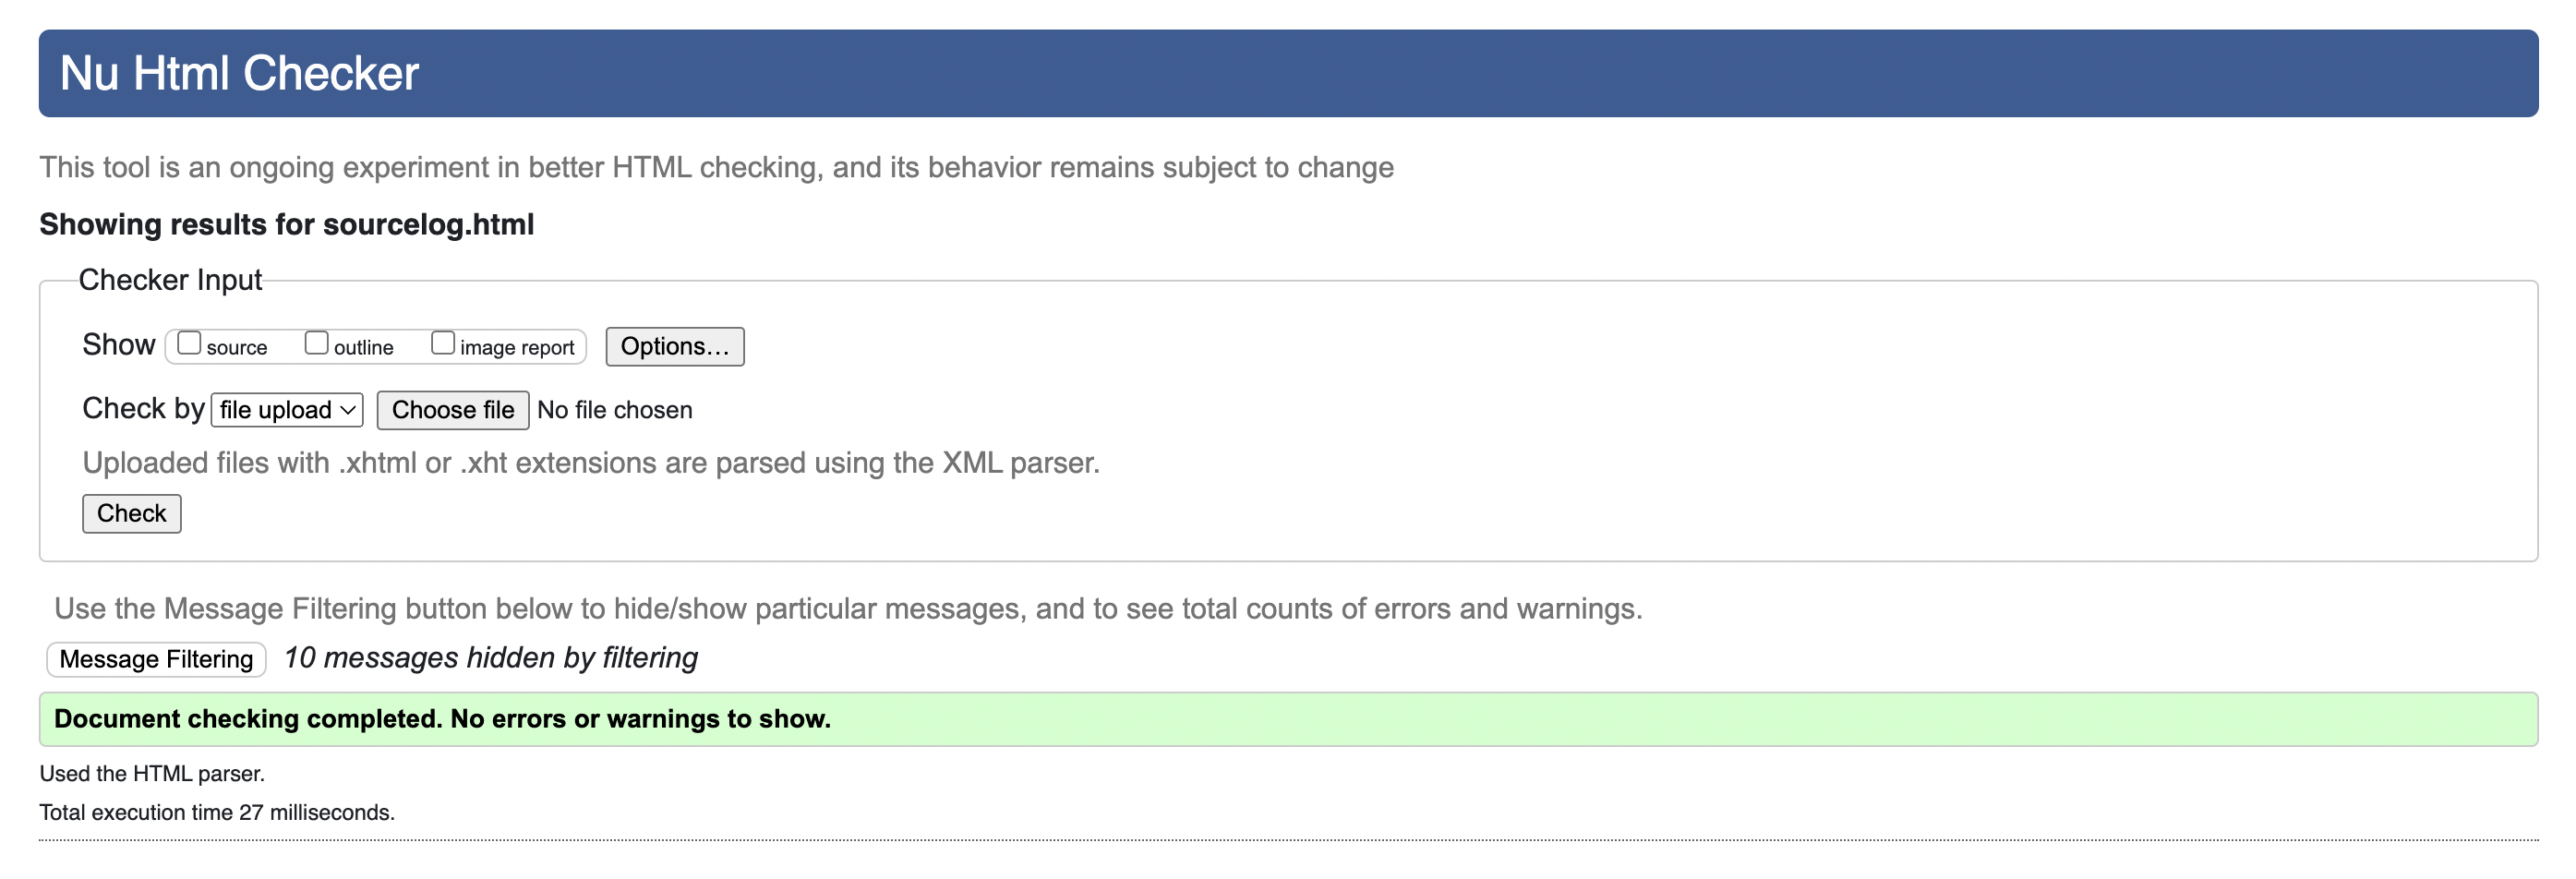 Nu Html Checker
This tool is an ongoing experiment in better HTML checking, and its behavior remains subject to change
Showing results for sourcelog.html
Checker Input
Show source outline image report Options...
Check by file upload Choose file No file chosen
Uploaded files with .xhtml or .xht extensions are parsed using the XML parser.
Check
Use the Message Filtering button below to hide/show particular messages, and to see total counts of errors and warnings.
Message Filtering 10 messages hidden by filtering
Document checking completed. No errors or warnings to show.
Used the HTML parser.
Total execution time 27 milliseconds.